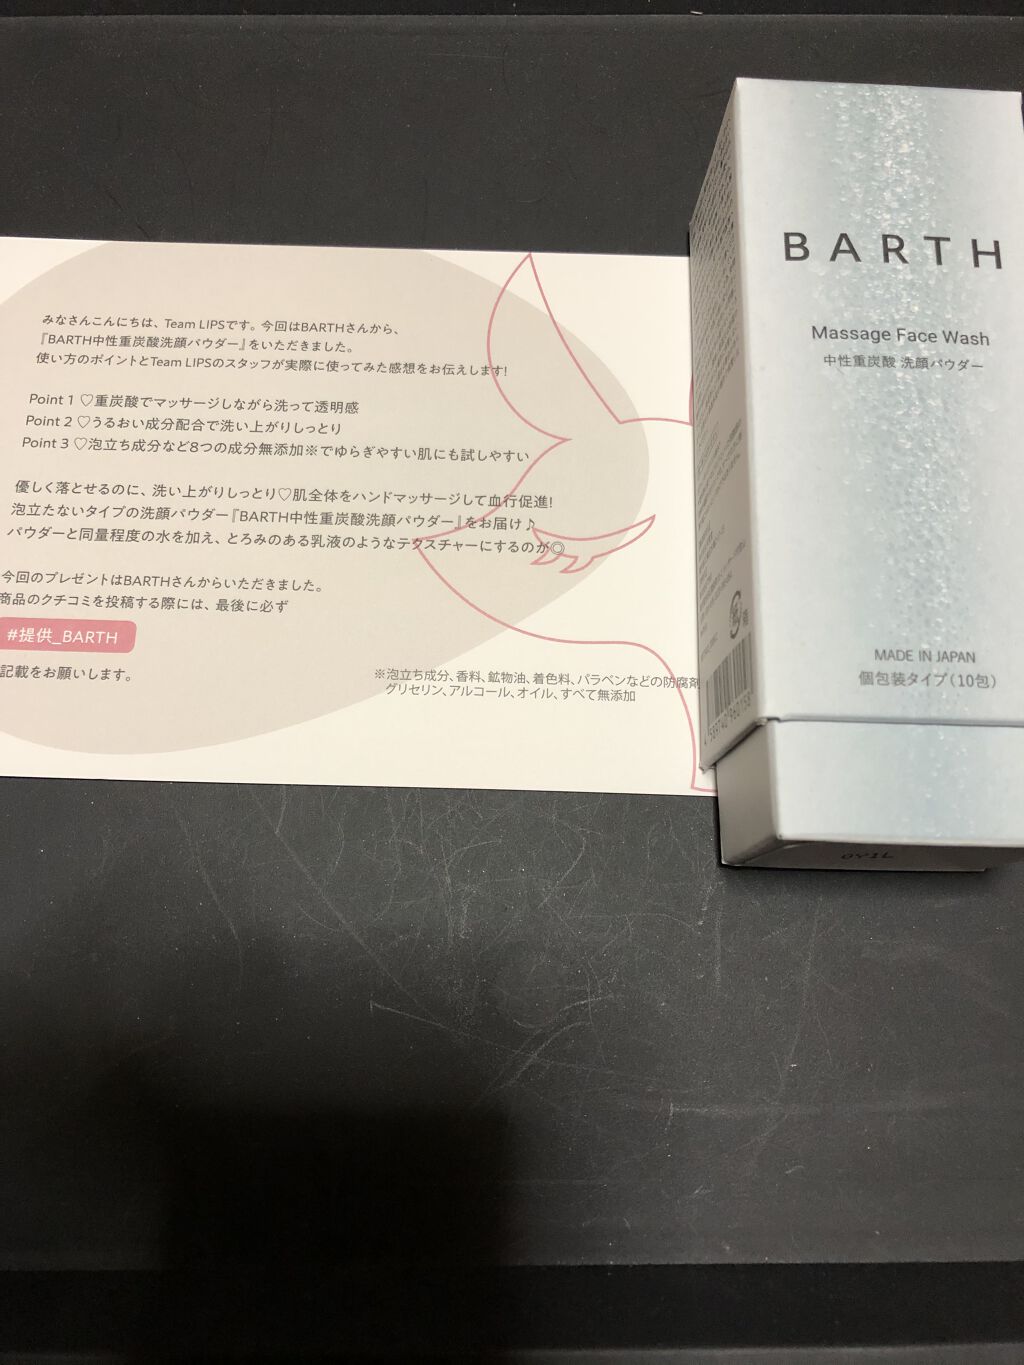 みなさんこんにちは、Team LIPSです。今回はBARTHさんから、
『BARTH中性重炭酸洗顔パウダー』をいただきました。
使い方のポイントとTeam LIPSのスタッフが実際に使ってみた感想をお伝えします!
Point 1 ♡重炭酸でマッサージしながら洗って透明感
Point 2 ♡うるおい成分配合で洗い上がりしっとり
Point 3 ♡泡立ち成分など8つの成分無添加※でゆらぎやすい肌にも試しやすい
優しく落とせるのに、洗い上がりしっとり♡肌全体をハンドマッサージして血行促進!
泡立たないタイプの洗顔パウダー『BARTH中性重炭酸洗顔パウダー』をお届け♪
パウダーと同量程度の水を加え、とろみのある乳液のようなテクスチャーにするのが◎
今回のプレゼントはBARTHさんからいただきました。
商品のクチコミを投稿する際には、最後に必ず
#提供_BARTH
記載をお願いします。
※泡立ち成分、香料、鉱物油、着色料、パラベンなどの防腐剤
グリセリン、アルコール、オイル、すべて無添加
BARTH
Massage Face Wash
中性重炭酸 洗顔パウダー
MADE IN JAPAN
個包装タイプ(10包)
0Y1L